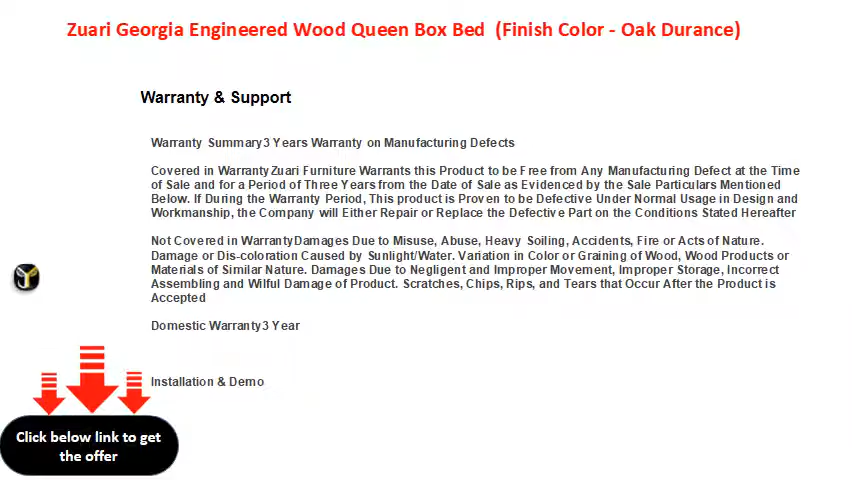 Zuari Georgia Engineered Wood Queen Box Bed (Finish Color - Oak Durance)
Warranty & Support
Warranty Summary3 Years Warranty on Manufacturing Defects
Covered in WarrantyZuari Furniture Warrants this Product to be Free from Any Manufacturing Defect at the Time
of Sale and for a Period of Three Years from the Date of Sale as Evidenced by the Sale Particulars Mentioned
Below. If During the Warranty Period, This product is Proven to be Defective Under Normal Usage in Design and
Workmanship, the Company will Either Repair or Replace the Defective Part on the Conditions Stated Hereafter
Not Covered in WarrantyDamages Due to Misuse, Abuse, Heavy Soiling, Accidents, Fire or Acts of Nature.
Damage or Dis-coloration Caused by Sunlight/Water. Variation in Color or Graining of Wood, Wood Products or
Materials of Similar Nature. Damages Due to Negligent and Improper Movement, Improper Storage, Incorrect
Assembling and Wilful Damage of Product. Scratches, Chips, Rips, and Tears that Occur After the Product is
Accepted
Domestic Warranty3 Year
Installation & Demo
Click below link to get
the offer